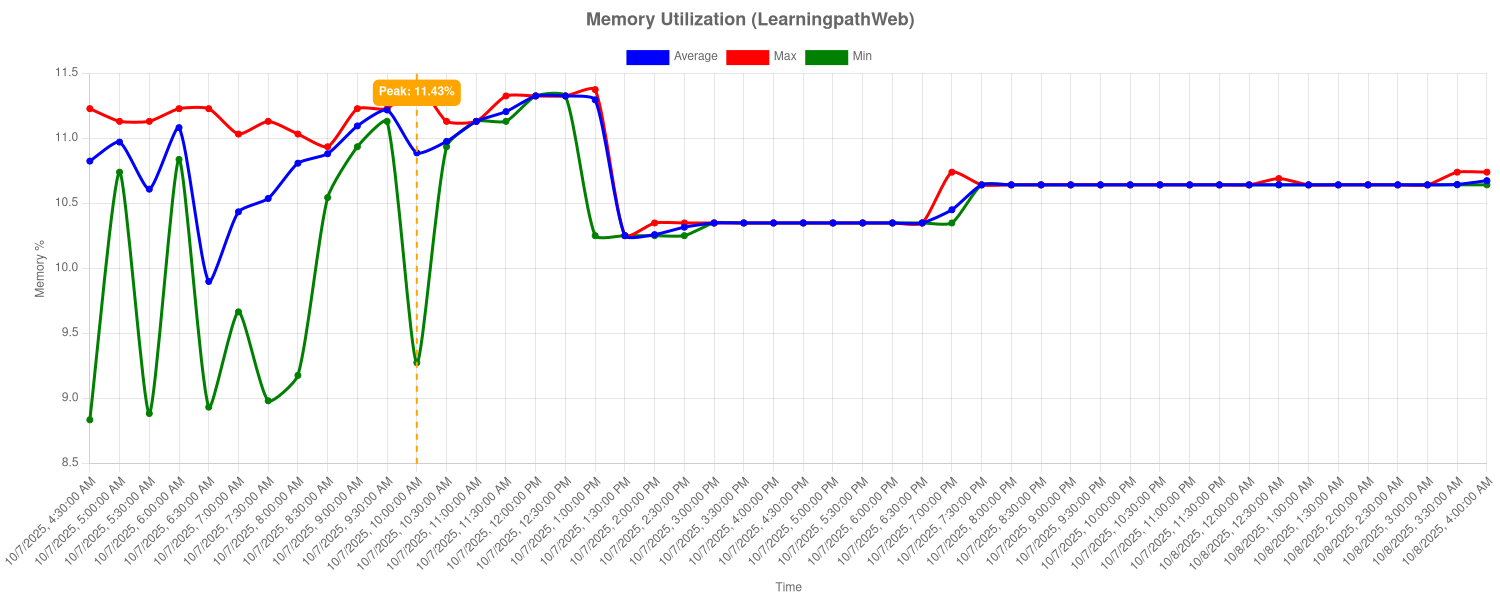 Memory Utilization (LearningpathWeb)
Average Max Min
11.5
11.0
10.5
10.0
9.5
9.0
8.5
Memory %
Peak: 11.43%
10/7/2025, 4:30:00 AM
10/7/2025, 5:00:00 AM
10/7/2025, 5:30:00 AM
10/7/2025, 6:00:00 AM
10/7/2025, 6:30:00 AM
10/7/2025, 7:00:00 AM
10/7/2025, 7:30:00 AM
10/7/2025, 8:00:00 AM
10/7/2025, 8:30:00 AM
10/7/2025, 9:00:00 AM
10/7/2025, 9:30:00 AM
10/7/2025, 10:00:00 AM
10/7/2025, 10:30:00 AM
10/7/2025, 11:00:00 AM
10/7/2025, 11:30:00 AM
10/7/2025, 12:00:00 PM
10/7/2025, 12:30:00 PM
10/7/2025, 1:00:00 PM
10/7/2025, 1:30:00 PM
10/7/2025, 2:00:00 PM
10/7/2025, 2:30:00 PM
10/7/2025, 3:00:00 PM
10/7/2025, 3:30:00 PM
10/7/2025, 4:00:00 PM
10/7/2025, 4:30:00 PM
10/7/2025, 5:00:00 PM
10/7/2025, 5:30:00 PM
10/7/2025, 6:00:00 PM
10/7/2025, 6:30:00 PM
10/7/2025, 7:00:00 PM
10/7/2025, 7:30:00 PM
10/7/2025, 8:00:00 PM
10/7/2025, 8:30:00 PM
10/7/2025, 9:00:00 PM
10/7/2025, 9:30:00 PM
10/7/2025, 10:00:00 PM
10/7/2025, 10:30:00 PM
10/7/2025, 11:00:00 PM
10/7/2025, 11:30:00 PM
10/8/2025, 12:00:00 AM
10/8/2025, 12:30:00 AM
10/8/2025, 1:00:00 AM
10/8/2025, 1:30:00 AM
10/8/2025, 2:00:00 AM
10/8/2025, 2:30:00 AM
10/8/2025, 3:00:00 AM
10/8/2025, 3:30:00 AM
10/8/2025, 4:00:00 AM
Time